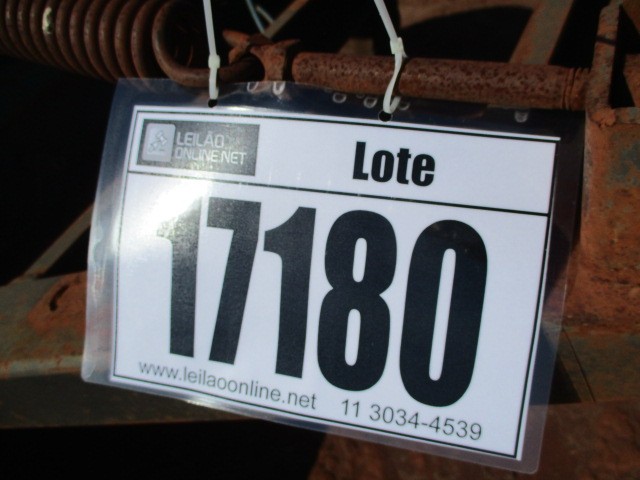 LEILÃO
ONLINE.NET
Lote
17180
www.leilaoonline.net 11 3034-4539